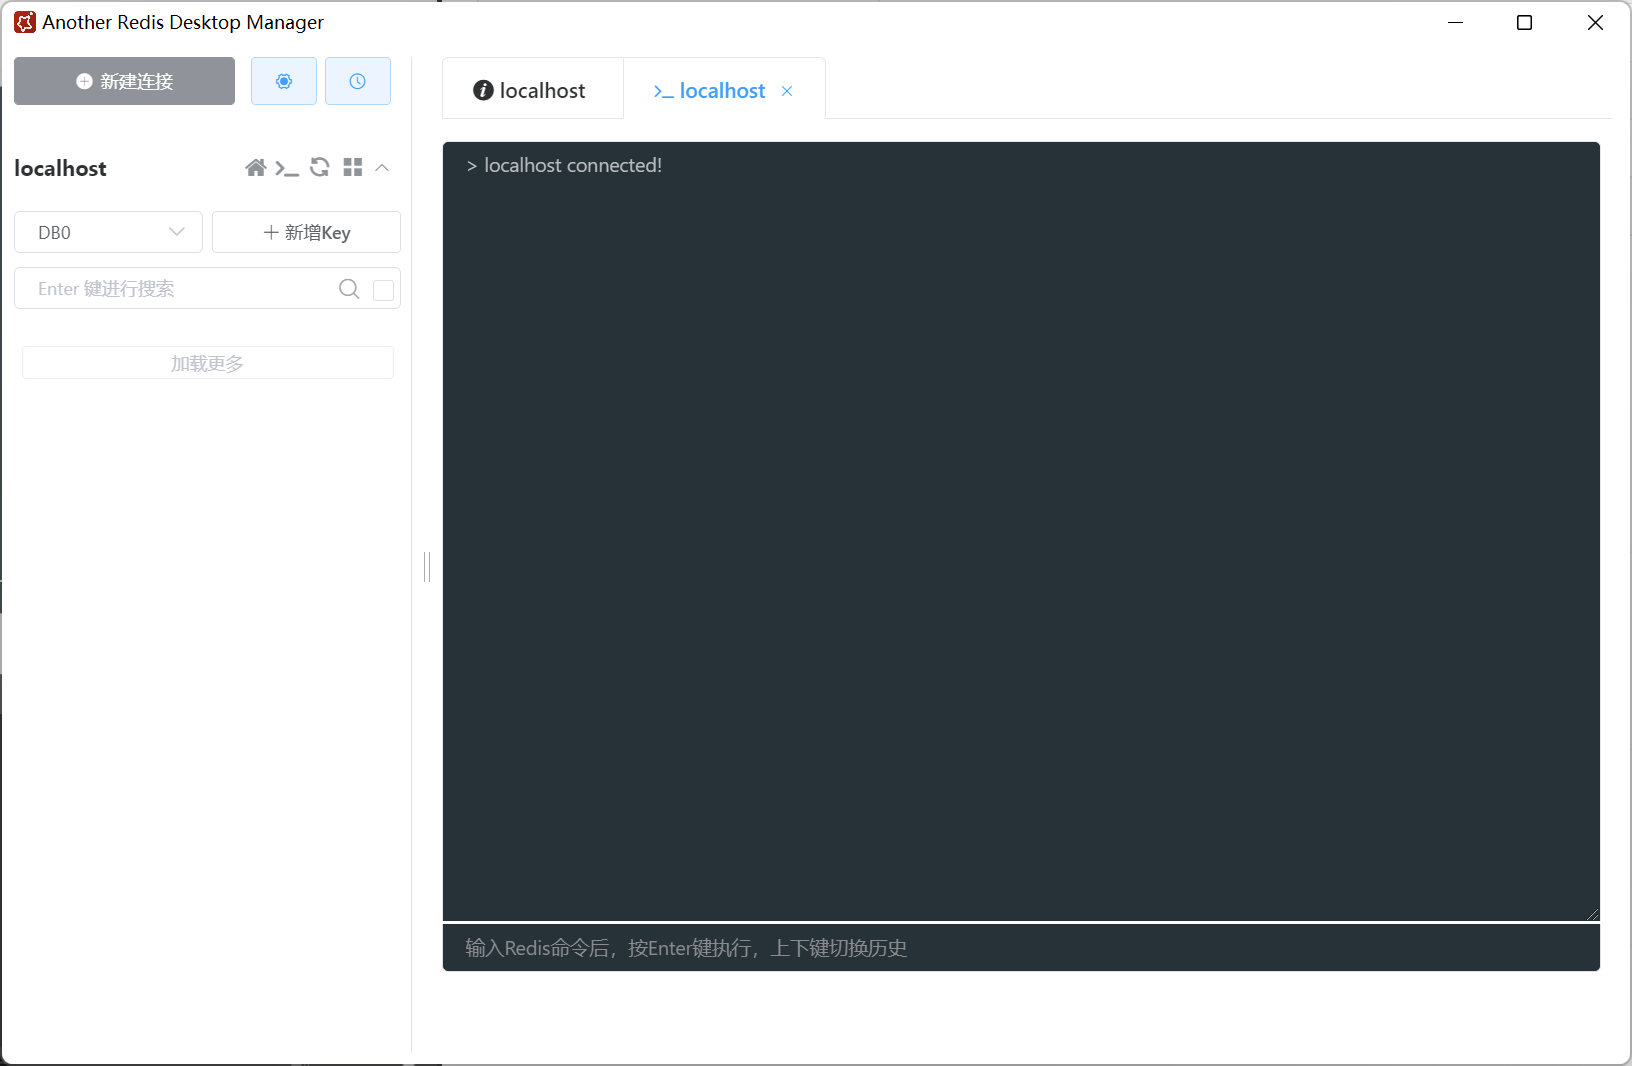 Another Redis Desktop Manager
新建连接
localhost
DB0
新增Key
Enter 键进行搜索
加载更多
localhost
>_ localhost ×
> localhost connected!
输入Redis命令后，按Enter键执行，上下键切换历史